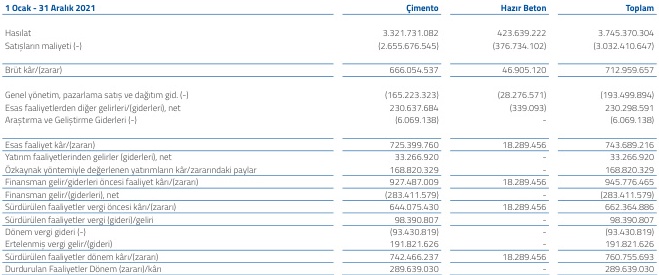 1 Ocak - 31 Aralık 2021 Çimento Hazır Beton Toplam
Hasılat 3.321.731.082 423.639.222 3.745.370.304
Satışların maliyeti (-) (2.655.676.545) (376.734.102) (3.032.410.647)
Brüt kâr/(zarar) 666.054.537 46.905.120 712.959.657
Genel yönetim, pazarlama satış ve dağıtım gid. (-) (165.223.323) (28.276.571) (193.499.894)
Esas faaliyetlerden diğer gelirleri/(giderleri), net 230.637.684 (339.093) 230.298.591
Araştırma ve Geliştirme Giderleri (-) (6.069.138) - (6.069.138)
Esas faaliyet kâr/(zararı) 725.399.760 18.289.456 743.689.216
Yatırım faaliyetlerinden gelirler (giderleri), net 33.266.920 - 33.266.920
Özkaynak yöntemiyle değerlenen yatırımların kâr/zararındaki paylar 168.820.329 - 168.820.329
Finansman gelir/giderleri öncesi faaliyet kârı/(zararı) 927.487.009 18.289.456 945.776.465
Finansman gelir/(giderleri), net (283.411.579) - (283.411.579)
Sürdürülen faaliyetler vergi öncesi kârı/(zararı) 644.075.430 18.289.456 662.364.886
Sürdürülen faaliyetler vergi (gideri)/geliri 98.390.807 - 98.390.807
Dönem vergi gideri (-) (93.430.819) - (93.430.819)
Ertelenmiş vergi gelir/(gideri) 191.821.626 - 191.821.626
Sürdürülen faaliyetler dönem kârı/(zararı) 742.466.237 18.289.456 760.755.693
Durdurulan Faaliyetler Dönem (zararı)/kârı 289.639.030 - 289.639.030